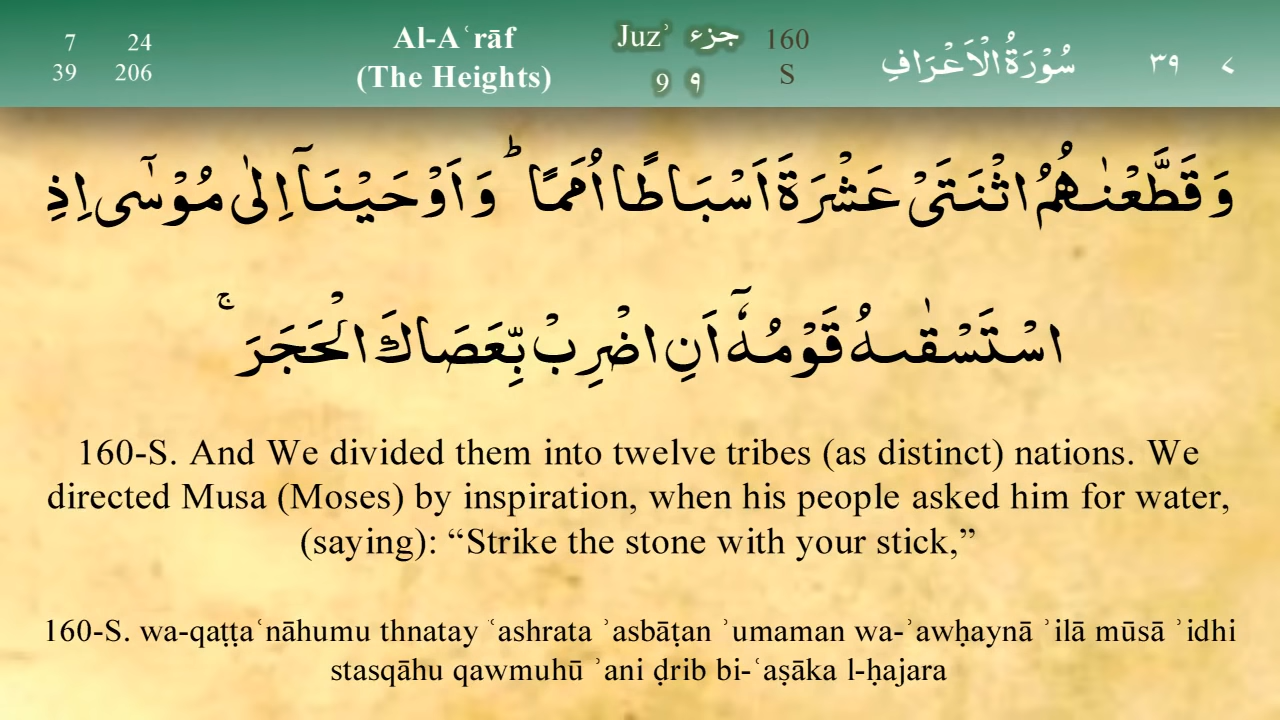 7 24
39 206
Al-Aʿrāf
(The Heights)
Juzʾ جزء
9 ٩
160
S
سُوْرَةُ الْاَعْرَافِ
٣٩ ٧
وَ قَطَّعْنٰهُمُ اثْنَتَیْ عَشْرَةَ اَسْبَاطًا اُمَمًا ؕ وَ اَوْحَیْنَاۤ اِلٰی مُوْسٰۤی اِذِ
اسْتَسْقٰىهُ قَوْمُهٗۤ اَنِ اضْرِبْ بِّعَصَاكَ الْحَجَرَ ۚ
160-S. And We divided them into twelve tribes (as distinct) nations. We
directed Musa (Moses) by inspiration, when his people asked him for water,
(saying): “Strike the stone with your stick,”
160-S. wa-qaṭṭaʿnāhumu thnatay ʿashrata ʾasbāṭan ʾumaman wa-ʾawḥaynā ʾilā mūsā ʾidhi
stasqāhu qawmuhū ʾani ḍrib bi-ʿaṣāka l-ḥajara